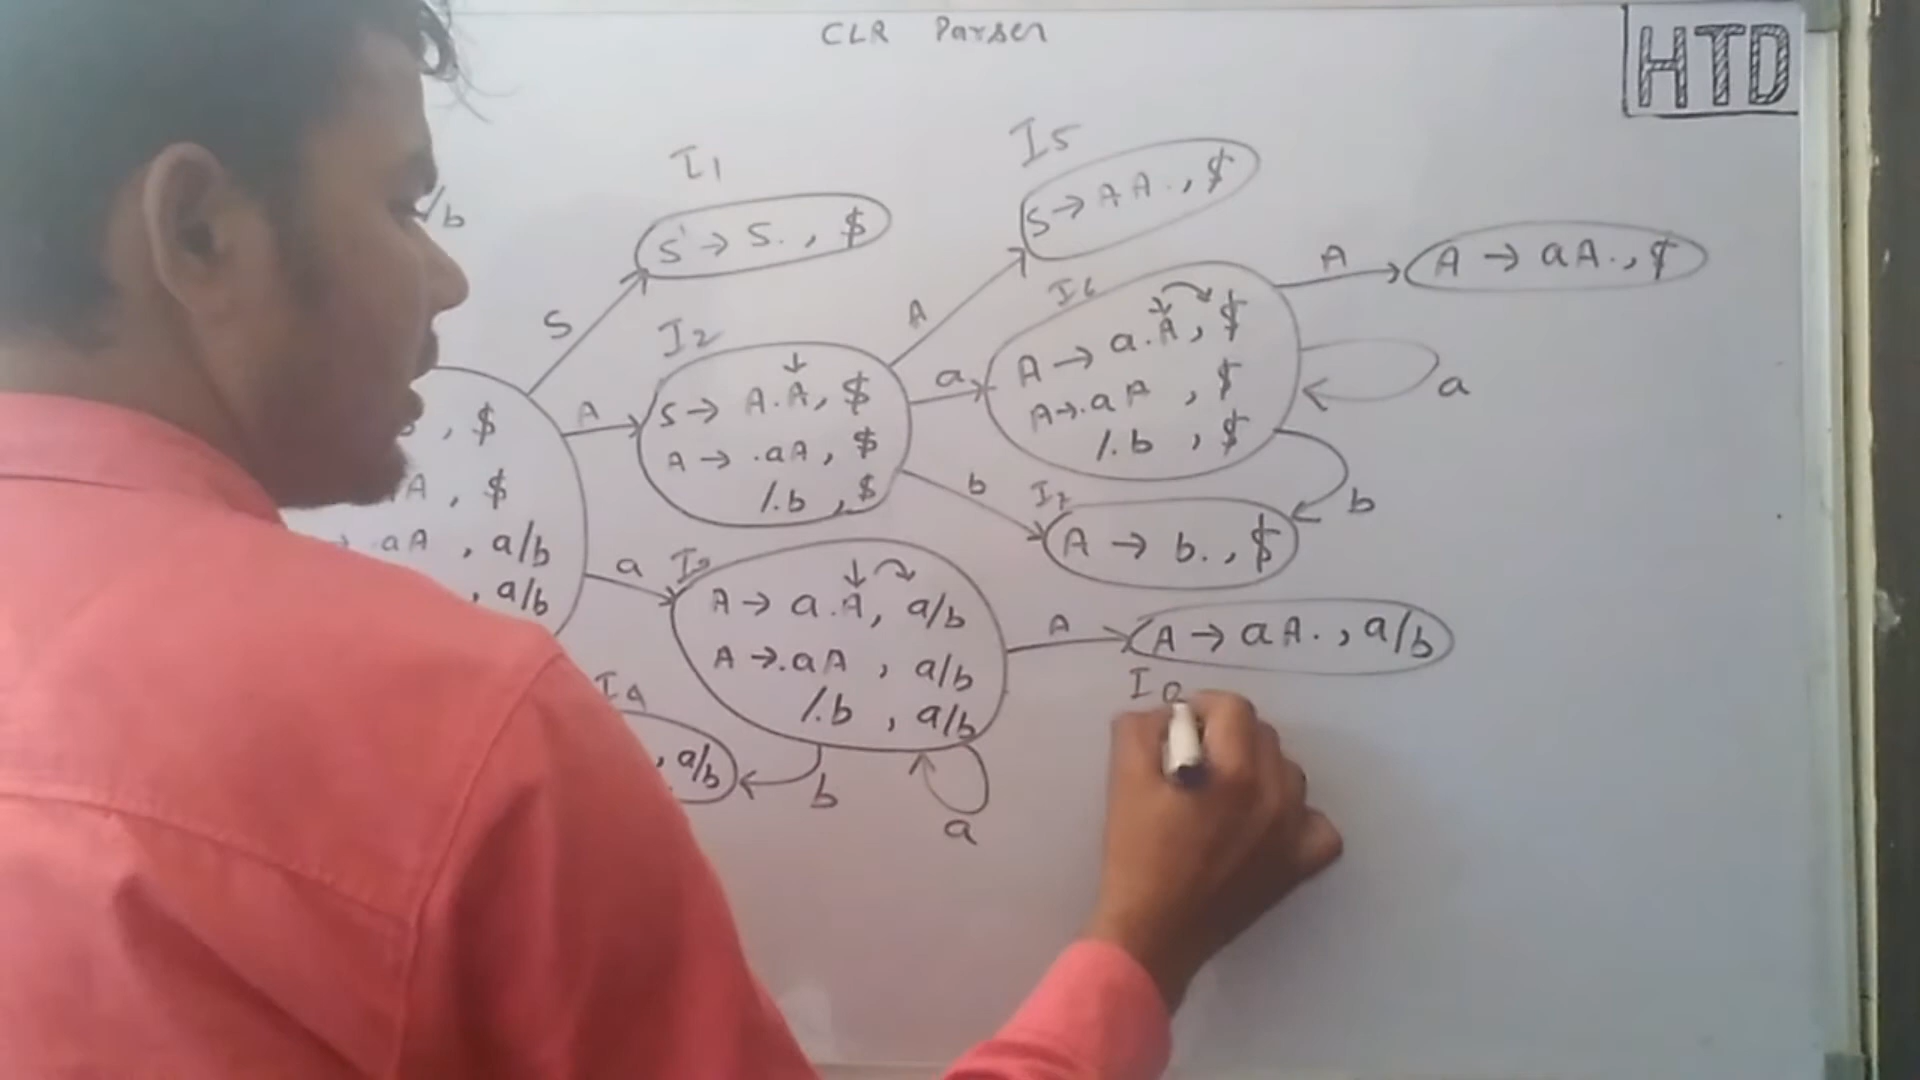 CLR Parser
HTD
/b
I1
S' → S. , $
I5
S → AA. , $
S
A
I2
S → A.A, $
A → .aA, $
/.b , $
A
a
b
I6
A → a.A, $
A → .aA , $
/.b , $
A
A → aA. , $
a
b
I7
A → b. , $
, $
A , $
→ .aA , a/b
, a/b
a
A → a.A, a/b
A → .aA , a/b
/.b , a/b
A
A → aA. , a/b
I
I4
, a/b
b
a